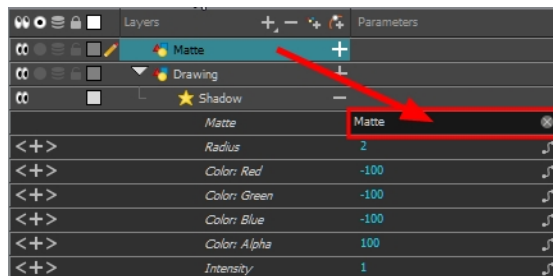 Layers Parameters
Matte
Drawing
Shadow
Matte Matte
Radius 2
Color: Red -100
Color: Green -100
Color: Blue -100
Color: Alpha 100
Intensity 1